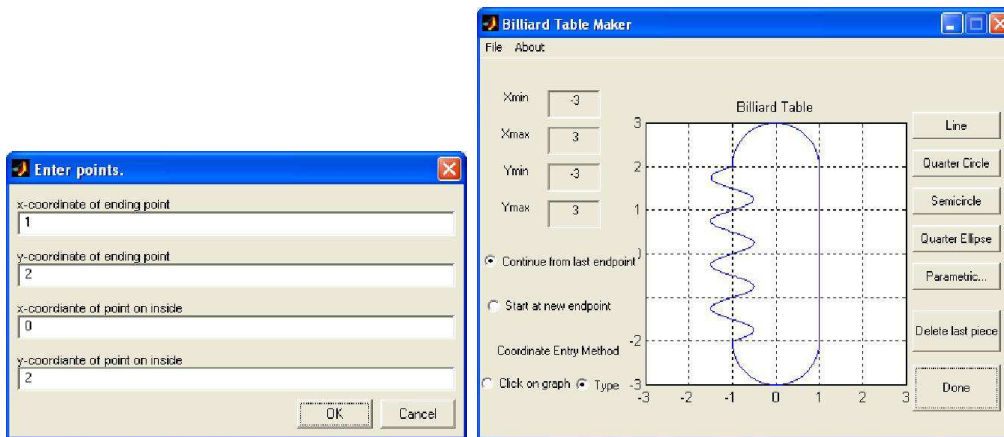 Enter points.
x-coordinate of ending point
1
y-coordinate of ending point
2
x-coordiante of point on inside
0
y-coordiante of point on inside
2
OK Cancel
Billiard Table Maker
File About
Xmin -3
Xmax 3
Ymin -3
Ymax 3
Continue from last endpoint
Start at new endpoint
Coordinate Entry Method
Click on graph Type
Billiard Table
3
2
1
0
-1
-2
-3
-3 -2 -1 0 1 2 3
Line
Quarter Circle
Semicircle
Quarter Ellipse
Parametric...
Delete last piece
Done